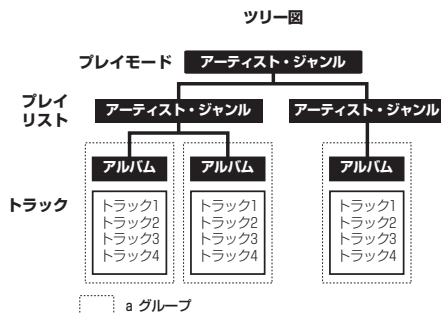 ツリー図
プレイモード アーティスト・ジャンル
プレイ
リスト
アーティスト・ジャンル アーティスト・ジャンル
アルバム アルバム アルバム
トラック
トラック1 トラック1 トラック1
トラック2 トラック2 トラック2
トラック3 トラック3 トラック3
トラック4 トラック4 トラック4
a グループ